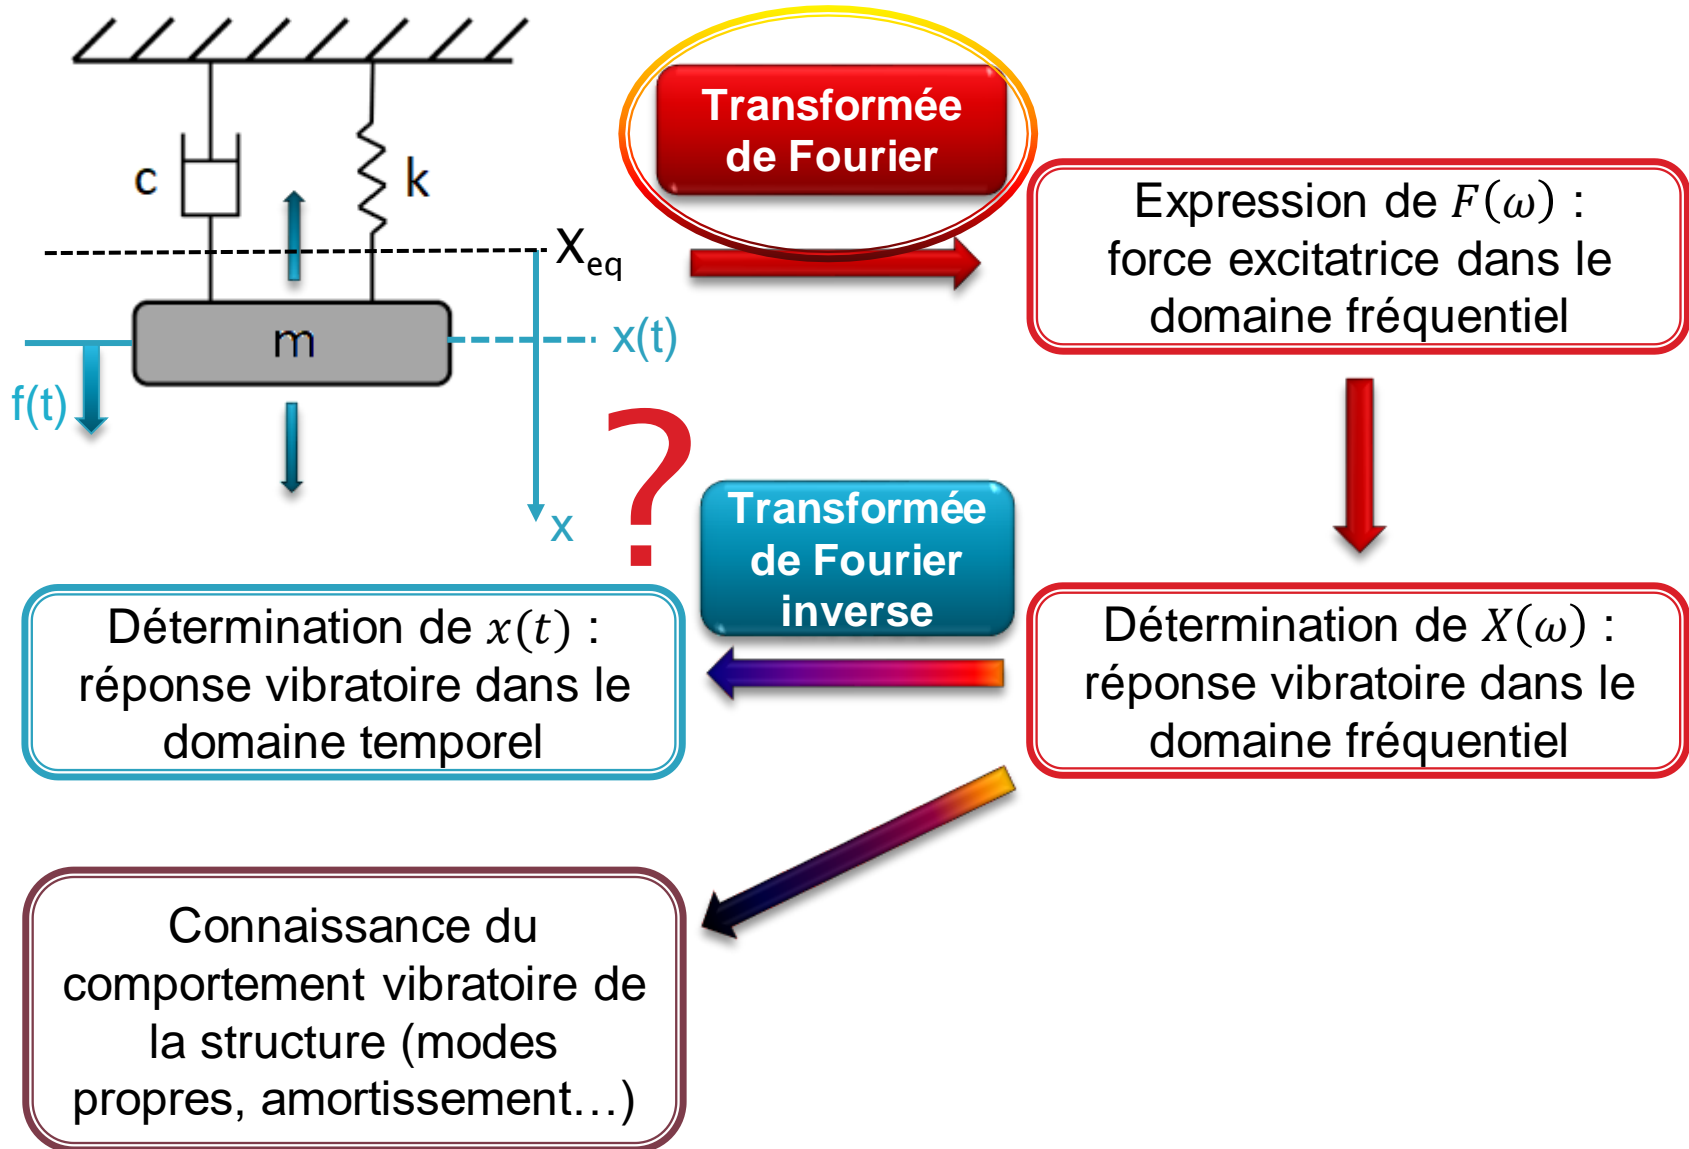 c
k
X_eq
m
x(t)
f(t)
x
?
Transformée
de Fourier
Expression de F(ω) :
force excitatrice dans le
domaine fréquentiel
Transformée
de Fourier
inverse
Détermination de x(t) :
réponse vibratoire dans le
domaine temporel
Détermination de X(ω) :
réponse vibratoire dans le
domaine fréquentiel
Connaissance du
comportement vibratoire de
la structure (modes
propres, amortissement…)